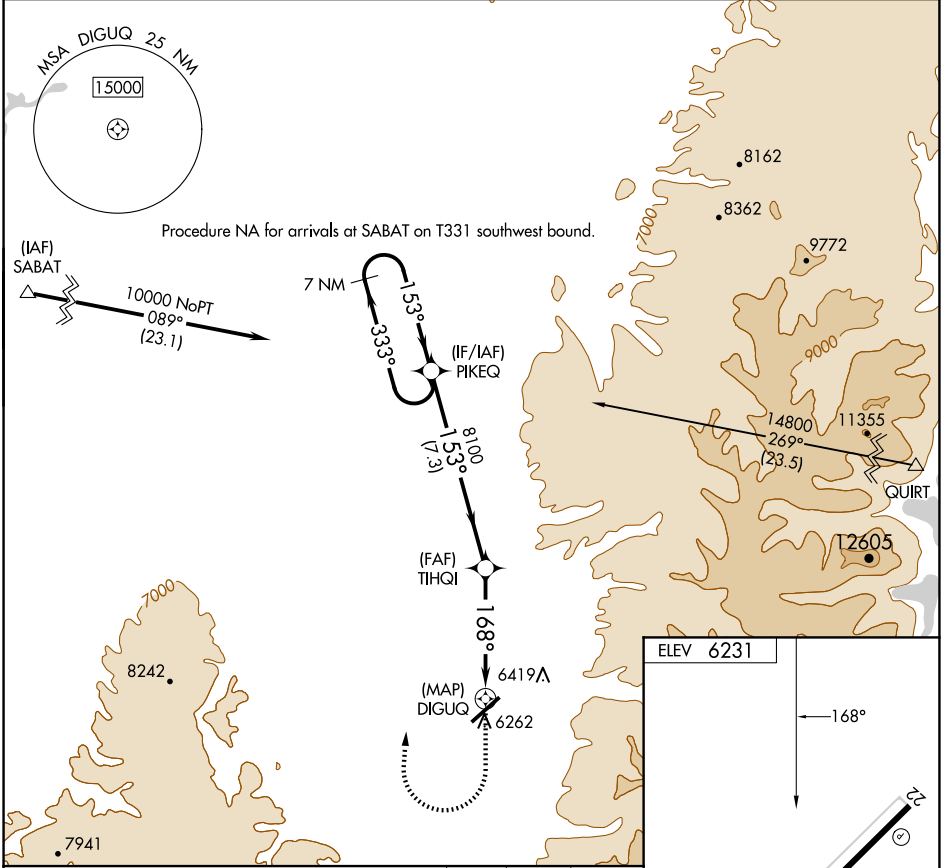 MSA DIGUQ 25 NM
15000
8162
8362
7000
9772
Procedure NA for arrivals at SABAT on T331 southwest bound.
(IAF)
SABAT
10000 NoPT
089°
(23.1)
7 NM
153°
333°
(IF/IAF)
PIKEQ
9000
14800
269°
(23.5)
11355
QUIRT
8100
153°
(7.3)
12605
(FAF)
TIHQI
168°
7000
8242
6419
(MAP)
DIGUQ
6262
7941
ELEV 6231
168°
22
P